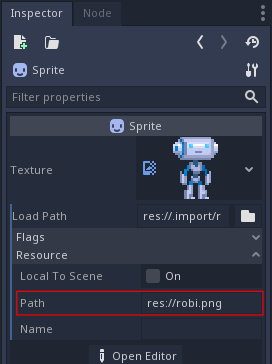 Inspector
Node
Sprite
Filter properties
Sprite
Texture
Load Path
res://.import/r
Flags
Resource
Local To Scene
On
Path
res://robi.png
Name
Open Editor